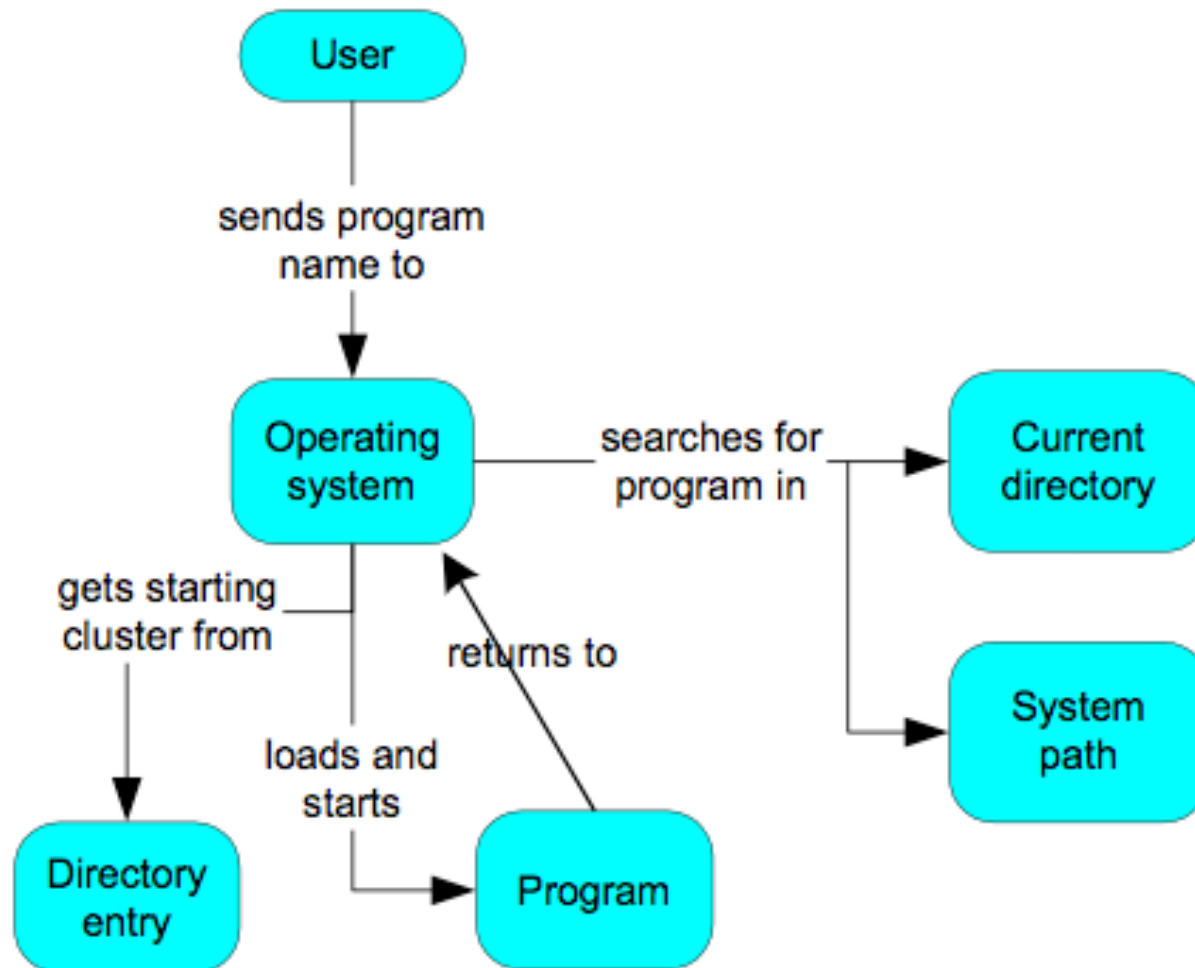 User
sends program
name to
Operating
system
searches for
program in
Current
directory
gets starting
cluster from
returns to
System
path
loads and
starts
Directory
entry
Program